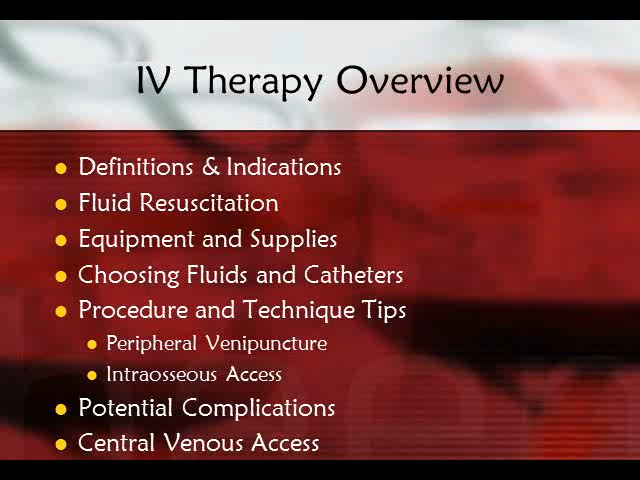 IV Therapy Overview
Definitions & Indications
Fluid Resuscitation
Equipment and Supplies
Choosing Fluids and Catheters
Procedure and Technique Tips
Peripheral Venipuncture
Intraosseous Access
Potential Complications
Central Venous Access